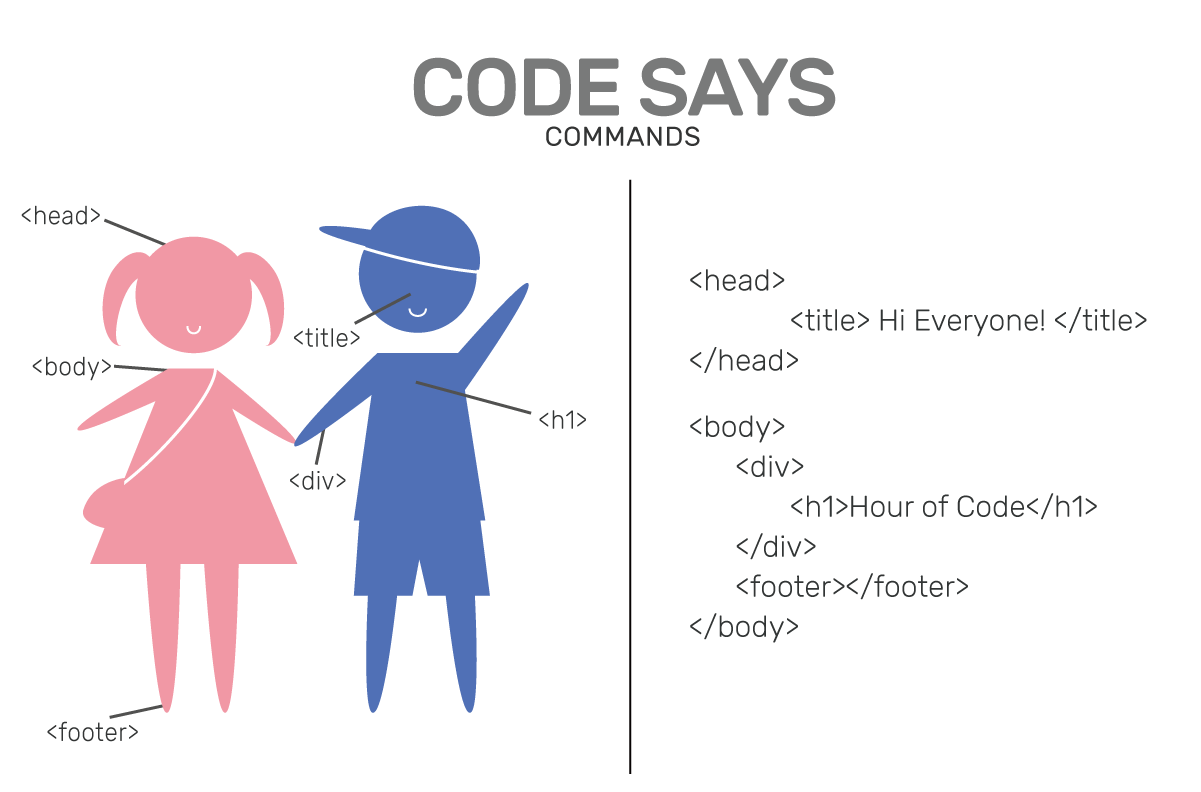 CODE SAYS
COMMANDS
<head>
<title>
<body>
<h1>
<div>
<footer>
<head>
<title> Hi Everyone! </title>
</head>
<body>
<div>
<h1>Hour of Code</h1>
</div>
<footer></footer>
</body>